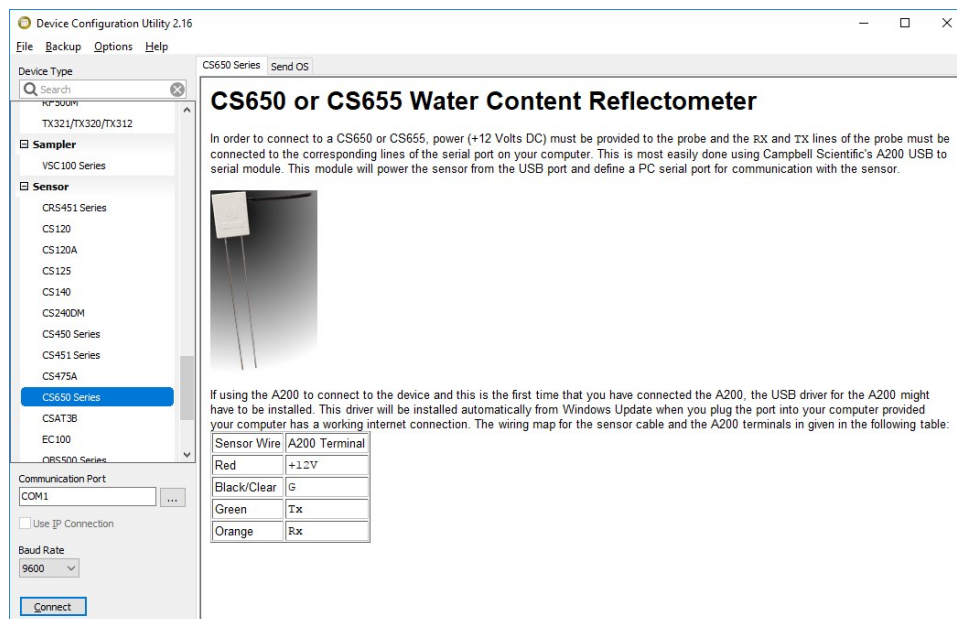 Device Configuration Utility 2.16
File Backup Options Help
Device Type
Search
RF500M
TX321/TX320/TX312
Sampler
VSC100 Series
Sensor
CRS451 Series
CS120
CS120A
CS125
CS140
CS240DM
CS450 Series
CS451 Series
CS475A
CS650 Series
CSAT3B
EC100
OBS500 Series
Communication Port
COM1
...
Use IP Connection
Baud Rate
9600
Connect
CS650 Series Send OS
CS650 or CS655 Water Content Reflectometer
In order to connect to a CS650 or CS655, power (+12 Volts DC) must be provided to the probe and the RX and TX lines of the probe must be
connected to the corresponding lines of the serial port on your computer. This is most easily done using Campbell Scientific's A200 USB to
serial module. This module will power the sensor from the USB port and define a PC serial port for communication with the sensor.
If using the A200 to connect to the device and this is the first time that you have connected the A200, the USB driver for the A200 might
have to be installed. This driver will be installed automatically from Windows Update when you plug the port into your computer provided
your computer has a working internet connection. The wiring map for the sensor cable and the A200 terminals in given in the following table:
Sensor Wire A200 Terminal
Red +12V
Black/Clear G
Green Tx
Orange Rx